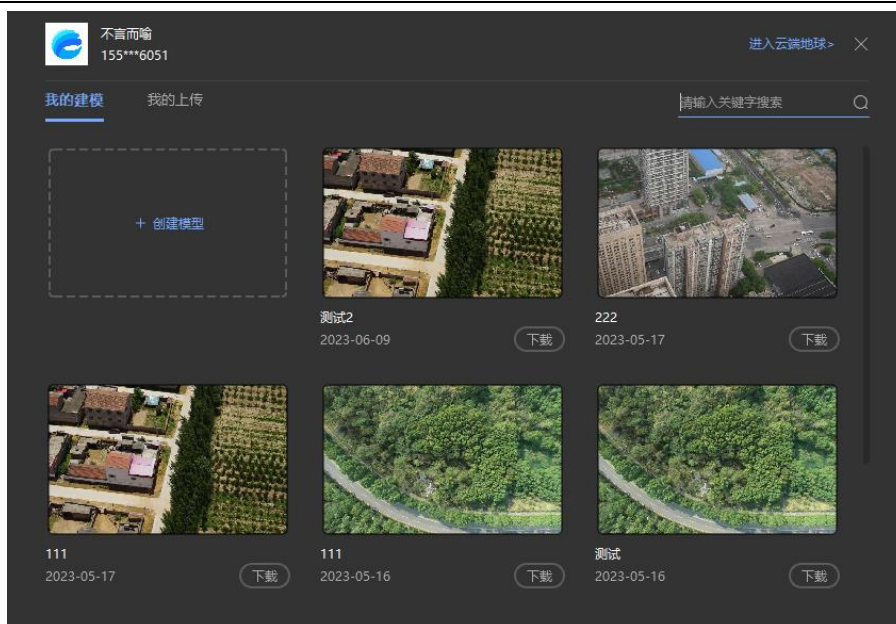 不言而喻
155***6051
进入云端地球>
我的建模
我的上传
请输入关键字搜索
+ 创建模型
测试2
2023-06-09
下载
222
2023-05-17
下载
111
2023-05-17
下载
111
2023-05-16
下载
测试
2023-05-16
下载